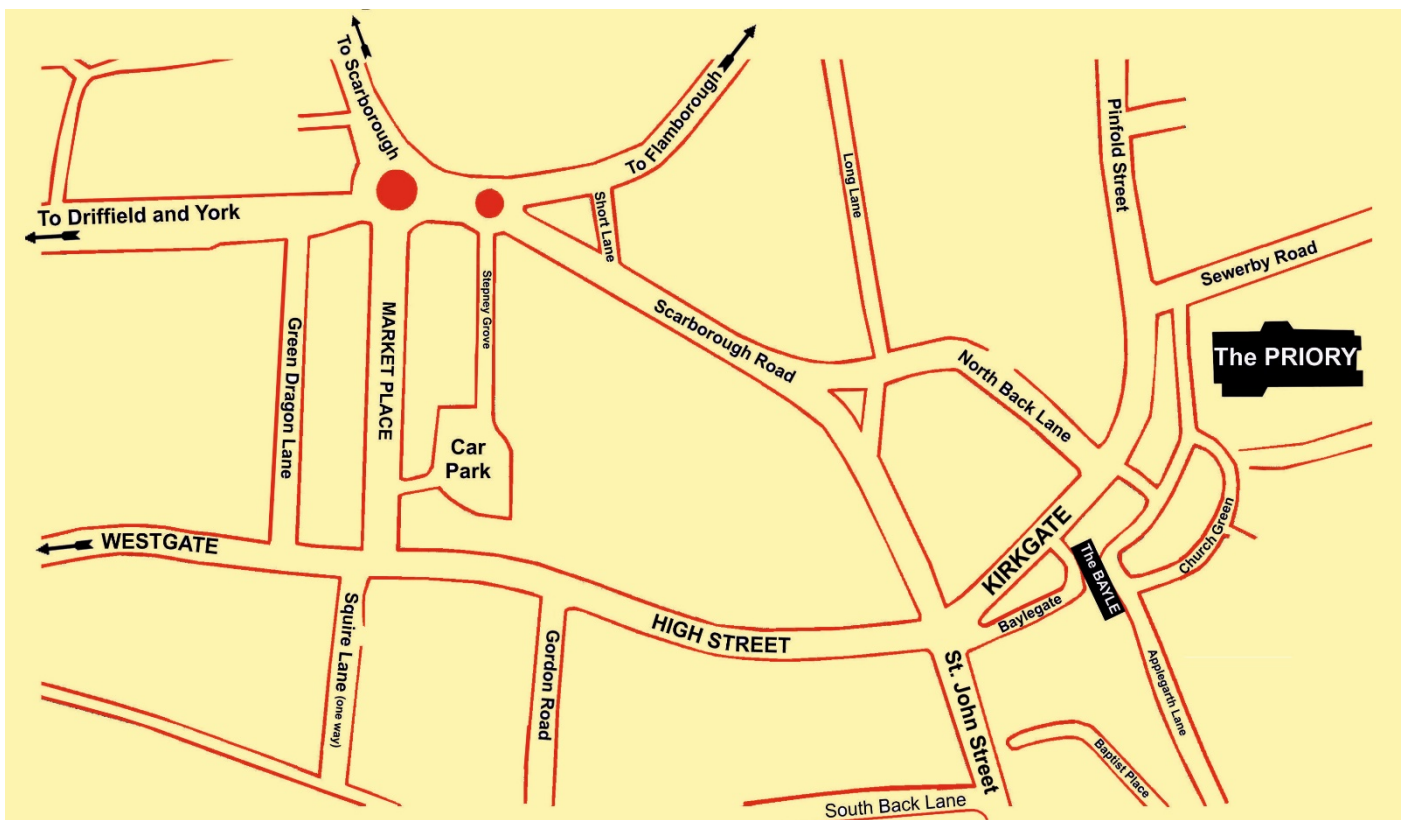 To Scarborough
To Flamborough
Pinfold Street
Long Lane
Short Lane
To Driffield and York
Sewerby Road
Stepney Grove
Green Dragon Lane
MARKET PLACE
Scarborough Road
The PRIORY
North Back Lane
Car
Park
WESTGATE
KIRKGATE
Church Green
The BAYLE
Baylegate
Squire Lane (one way)
Gordon Road
HIGH STREET
St. John Street
Applegarth Lane
Baptist Place
South Back Lane